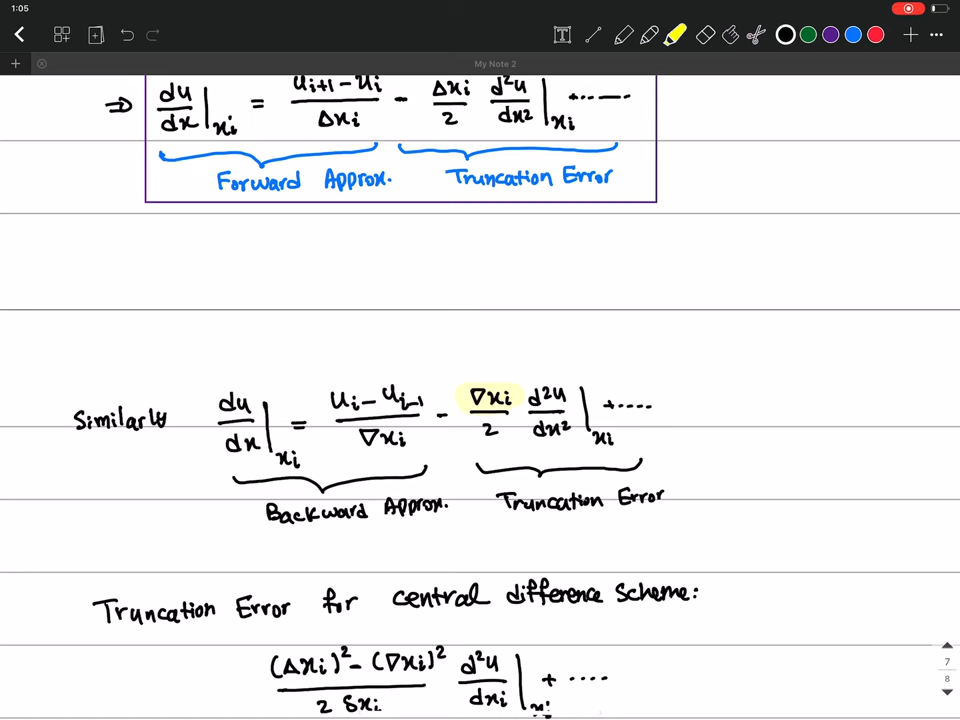 1:05
My Note 2
⇒ du/dx |xi = (ui+1 - ui)/Δxi - Δxi/2 d²u/dx² |xi +......
Forward Approx. Truncation Error
Similarly du/dx |xi = (ui - ui-1)/∇xi - ∇xi/2 d²u/dx² |xi +....
Backward Approx. Truncation Error
Truncation Error for central difference scheme:
((Δxi)² - (∇xi)²)/(2 δxi) d²u/dxi |xi + ....
7
8